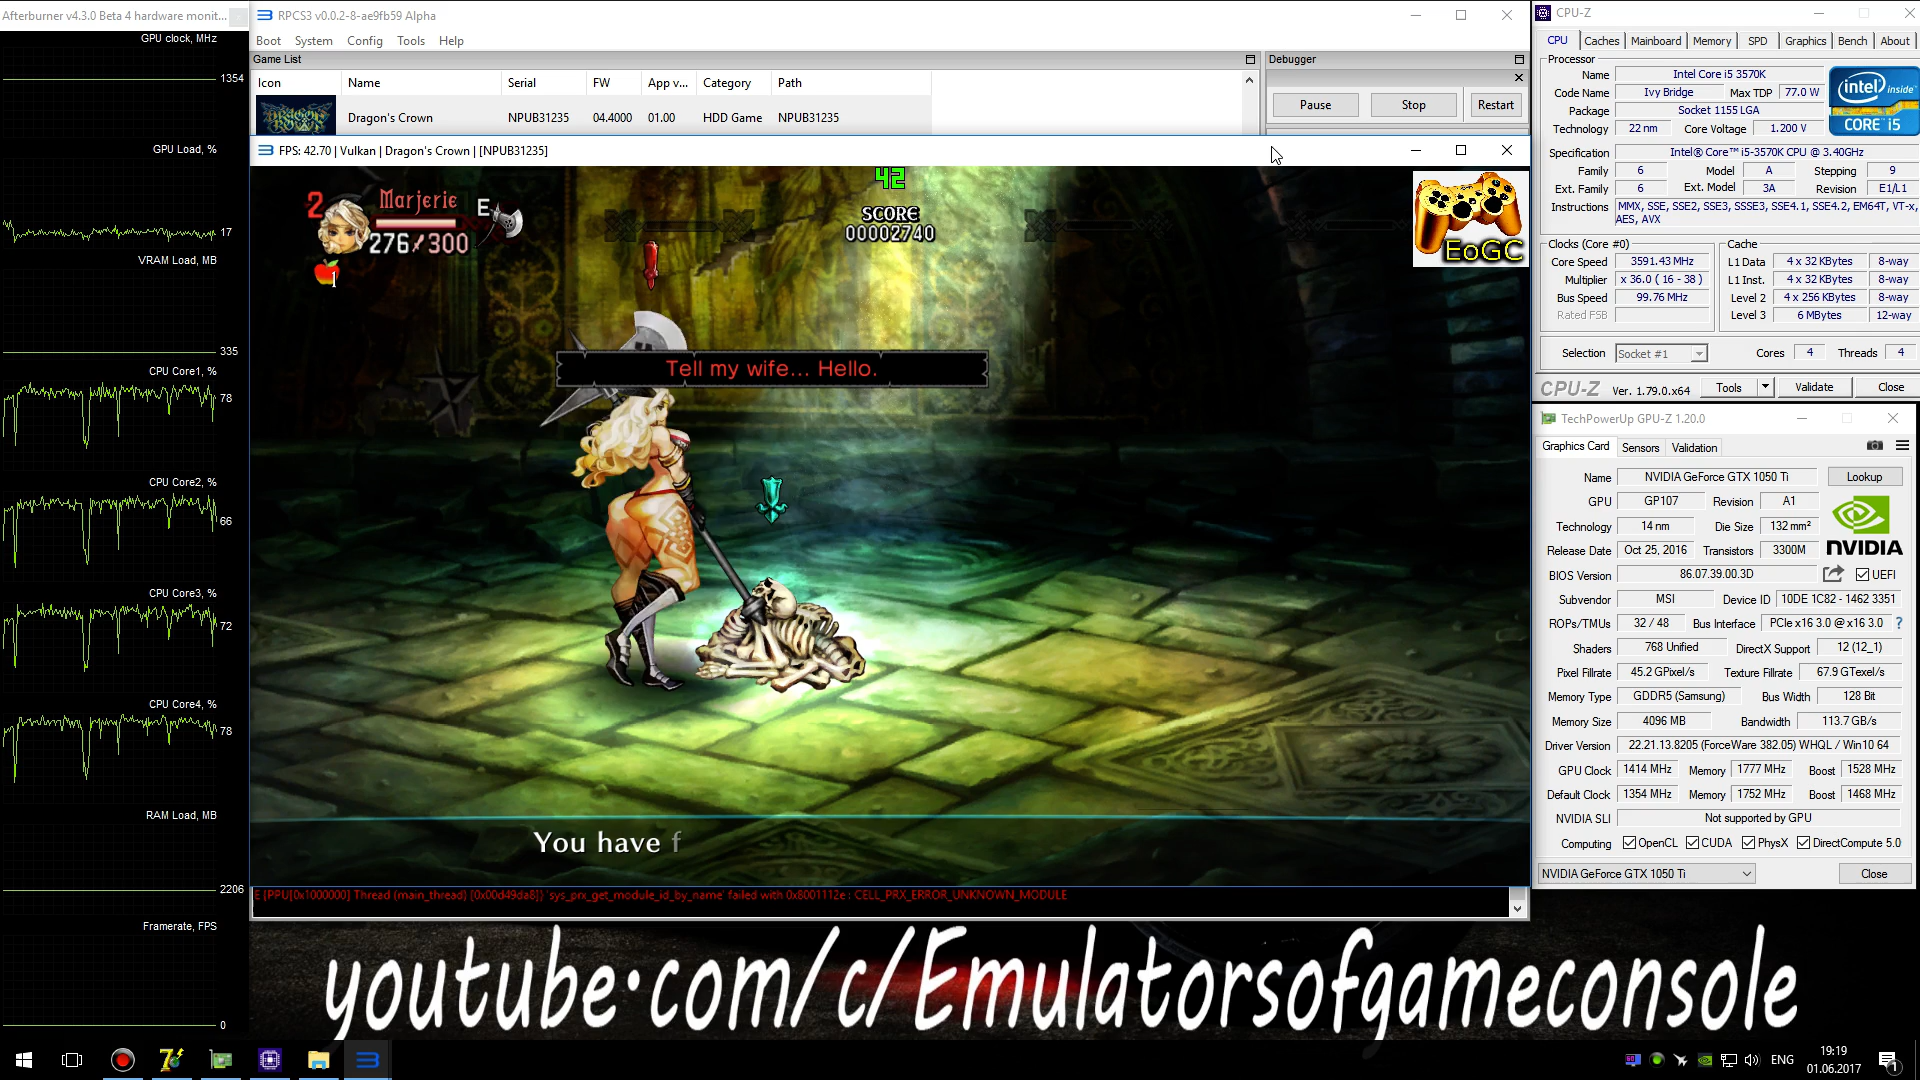 Afterburner v4.3.0 Beta 4 hardware monit...
GPU clock, MHz
1354
GPU Load, %
17
VRAM Load, MB
335
CPU Core1, %
78
CPU Core2, %
66
CPU Core3, %
72
CPU Core4, %
78
RAM Load, MB
2206
Framerate, FPS
0
RPCS3 v0.0.2-8-ae9fb59 Alpha
Boot System Config Tools Help
Game List
Icon Name Serial FW App v... Category Path
DRAGON'S CROWN
Dragon's Crown NPUB31235 04.4000 01.00 HDD Game NPUB31235
Debugger
Pause Stop Restart
FPS: 42.70 | Vulkan | Dragon's Crown | [NPUB31235]
42
2 Marjerie E
276/300
1
SCORE
00002740
EoGC
Tell my wife... Hello.
You have f
E {PPU[0x1000000] Thread (main_thread) [0x00d49da8]} 'sys_prx_get_module_id_by_name' failed with 0x8001112e : CELL_PRX_ERROR_UNKNOWN_MODULE
youtube.com/c/Emulatorsofgameconsole
CPU-Z
CPU Caches Mainboard Memory SPD Graphics Bench About
Processor
Name Intel Core i5 3570K
Code Name Ivy Bridge Max TDP 77.0 W
Package Socket 1155 LGA
Technology 22 nm Core Voltage 1.200 V
intel inside
CORE i5
Specification Intel® Core™ i5-3570K CPU @ 3.40GHz
Family 6 Model A Stepping 9
Ext. Family 6 Ext. Model 3A Revision E1/L1
Instructions MMX, SSE, SSE2, SSE3, SSSE3, SSE4.1, SSE4.2, EM64T, VT-x,
AES, AVX
Clocks (Core #0)
Core Speed 3591.43 MHz
Multiplier x 36.0 ( 16 - 38 )
Bus Speed 99.76 MHz
Rated FSB
Cache
L1 Data 4 x 32 KBytes 8-way
L1 Inst. 4 x 32 KBytes 8-way
Level 2 4 x 256 KBytes 8-way
Level 3 6 MBytes 12-way
Selection Socket #1 Cores 4 Threads 4
CPU-Z Ver. 1.79.0.x64 Tools Validate Close
TechPowerUp GPU-Z 1.20.0
Graphics Card Sensors Validation
Name NVIDIA GeForce GTX 1050 Ti Lookup
GPU GP107 Revision A1
Technology 14 nm Die Size 132 mm²
Release Date Oct 25, 2016 Transistors 3300M
NVIDIA
BIOS Version 86.07.39.00.3D UEFI
Subvendor MSI Device ID 10DE 1C82 - 1462 3351
ROPs/TMUs 32 / 48 Bus Interface PCIe x16 3.0 @ x16 3.0 ?
Shaders 768 Unified DirectX Support 12 (12_1)
Pixel Fillrate 45.2 GPixel/s Texture Fillrate 67.9 GTexel/s
Memory Type GDDR5 (Samsung) Bus Width 128 Bit
Memory Size 4096 MB Bandwidth 113.7 GB/s
Driver Version 22.21.13.8205 (ForceWare 382.05) WHQL / Win10 64
GPU Clock 1414 MHz Memory 1777 MHz Boost 1528 MHz
Default Clock 1354 MHz Memory 1752 MHz Boost 1468 MHz
NVIDIA SLI Not supported by GPU
Computing OpenCL CUDA PhysX DirectCompute 5.0
NVIDIA GeForce GTX 1050 Ti Close
ENG
19:19
01.06.2017
1